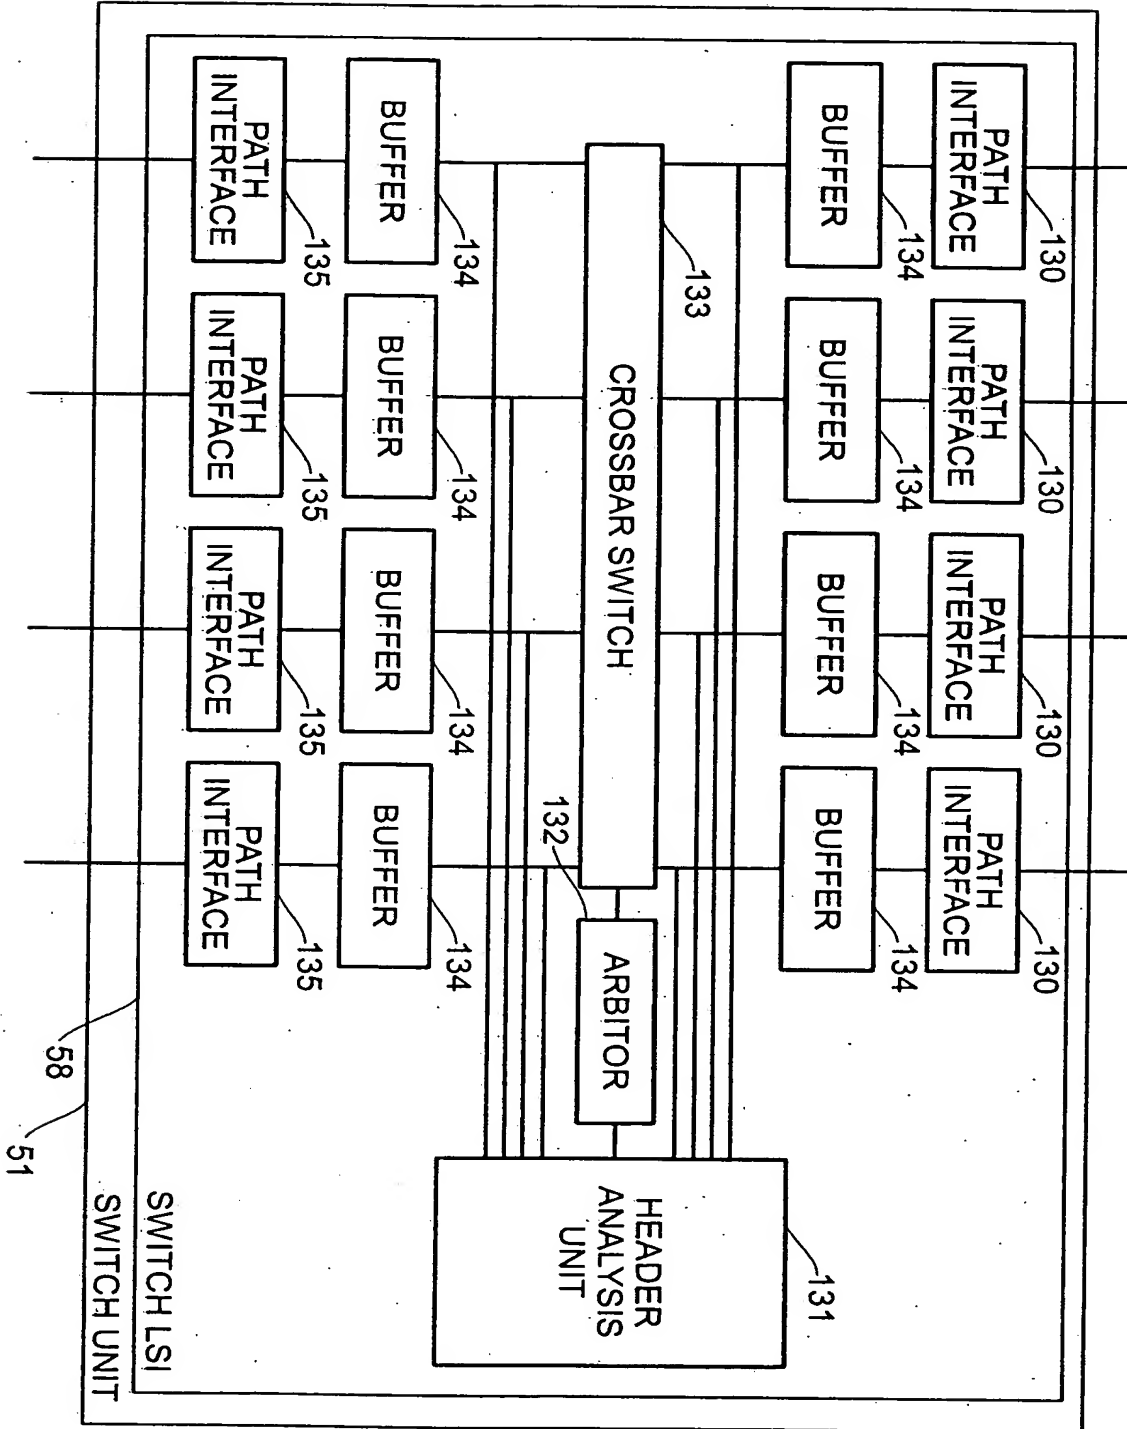 PATH
INTERFACE
130
PATH
INTERFACE
130
PATH
INTERFACE
130
PATH
INTERFACE
130
BUFFER
134
BUFFER
134
BUFFER
134
BUFFER
134
133
CROSSBAR SWITCH
132
ARBITOR
HEADER
ANALYSIS
UNIT
131
BUFFER
134
BUFFER
134
BUFFER
134
BUFFER
134
PATH
INTERFACE
135
PATH
INTERFACE
135
PATH
INTERFACE
135
PATH
INTERFACE
135
58
SWITCH LSI
51
SWITCH UNIT